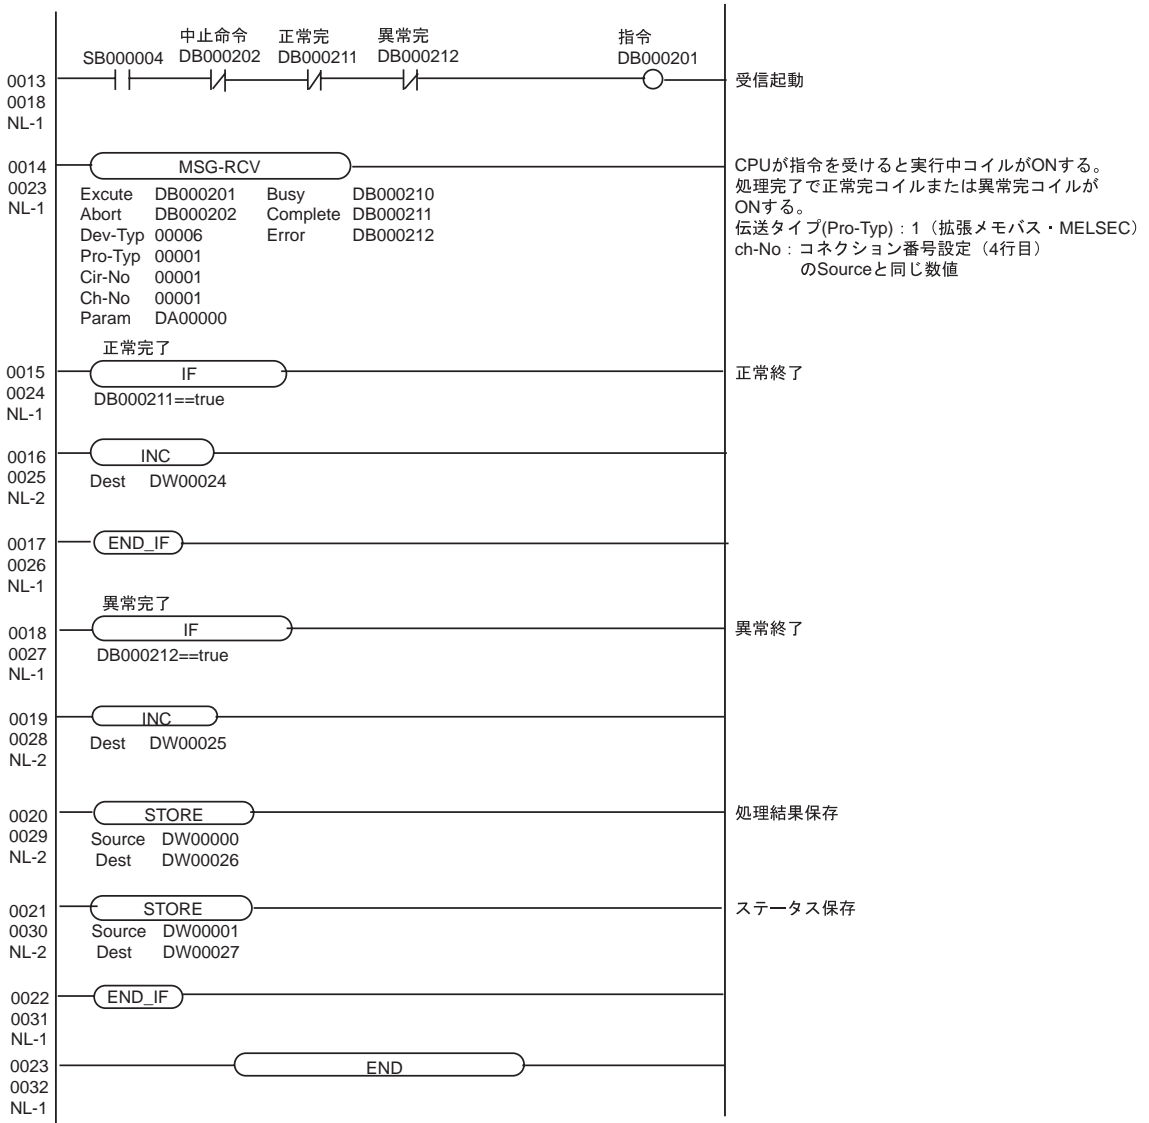 中止命令 正常完 異常完 指令
SB000004 DB000202 DB000211 DB000212 DB000201
0013 受信起動
0018
NL-1
0014 MSG-RCV CPUが指令を受けると実行中コイルがONする。
0023 Excute DB000201 Busy DB000210 処理完了で正常完コイルまたは異常完コイルが
NL-1 Abort DB000202 Complete DB000211 ONする。
Dev-Typ 00006 Error DB000212 伝送タイプ(Pro-Typ)：1（拡張メモバス・MELSEC）
Pro-Typ 00001 ch-No：コネクション番号設定（4行目）
Cir-No 00001 のSourceと同じ数値
Ch-No 00001
Param DA00000
正常完了
0015 IF 正常終了
0024 DB000211==true
NL-1
0016 INC
0025 Dest DW00024
NL-2
0017 END_IF
0026
NL-1
異常完了
0018 IF 異常終了
0027 DB000212==true
NL-1
0019 INC
0028 Dest DW00025
NL-2
0020 STORE 処理結果保存
0029 Source DW00000
NL-2 Dest DW00026
0021 STORE ステータス保存
0030 Source DW00001
NL-2 Dest DW00027
0022 END_IF
0031
NL-1
0023 END
0032
NL-1